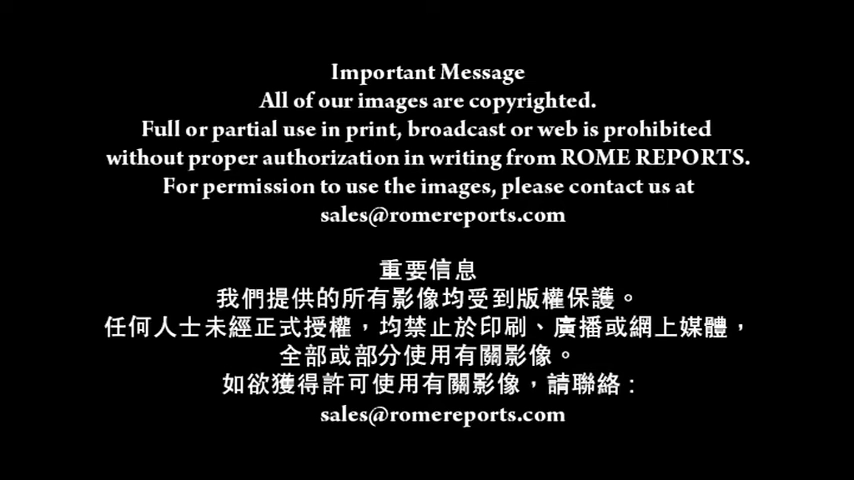 Important Message
All of our images are copyrighted.
Full or partial use in print, broadcast or web is prohibited
without proper authorization in writing from ROME REPORTS.
For permission to use the images, please contact us at
sales@romereports.com
重要信息
我們提供的所有影像均受到版權保護。
任何人士未經正式授權，均禁止於印刷、廣播或網上媒體，
全部或部分使用有關影像。
如欲獲得許可使用有關影像，請聯絡：
sales@romereports.com